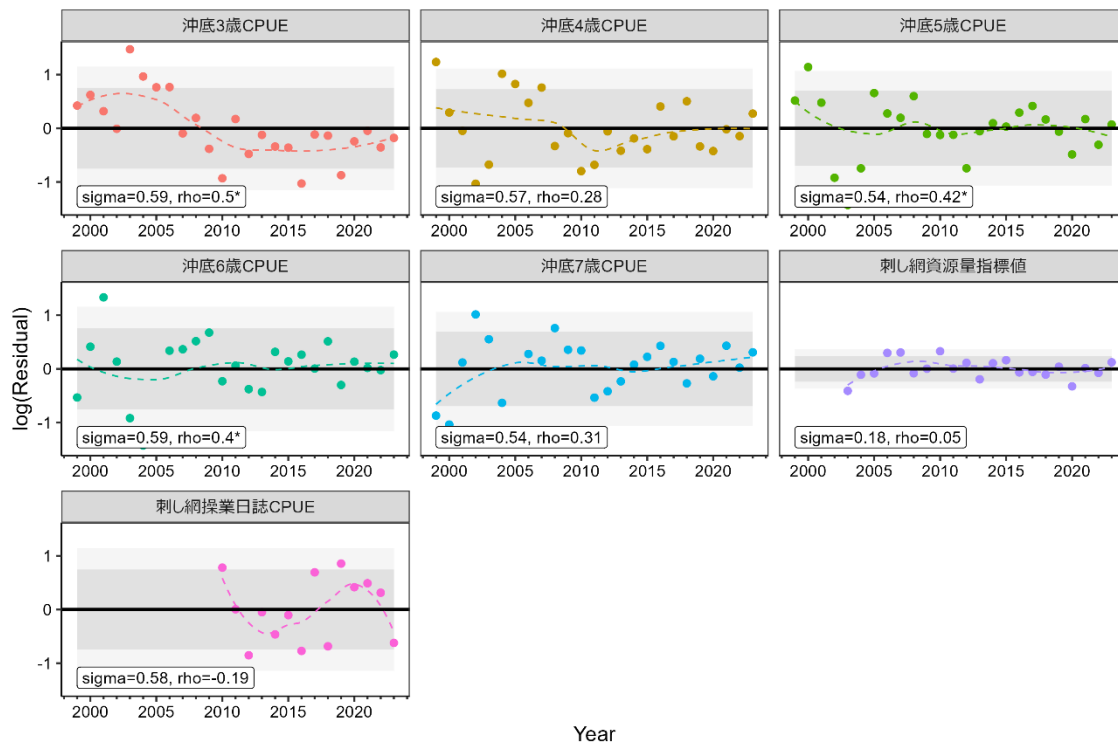 沖底3歳CPUE
沖底4歳CPUE
沖底5歳CPUE
1
0
-1
sigma=0.59, rho=0.5*
sigma=0.57, rho=0.28
sigma=0.54, rho=0.42*
2000 2005 2010 2015 2020
2000 2005 2010 2015 2020
2000 2005 2010 2015 2020
沖底6歳CPUE
沖底7歳CPUE
刺し網資源量指標値
log(Residual)
1
0
-1
sigma=0.59, rho=0.4*
sigma=0.54, rho=0.31
sigma=0.18, rho=0.05
2000 2005 2010 2015 2020
2000 2005 2010 2015 2020
2000 2005 2010 2015 2020
刺し網操業日誌CPUE
1
0
-1
sigma=0.58, rho=-0.19
2000 2005 2010 2015 2020
Year